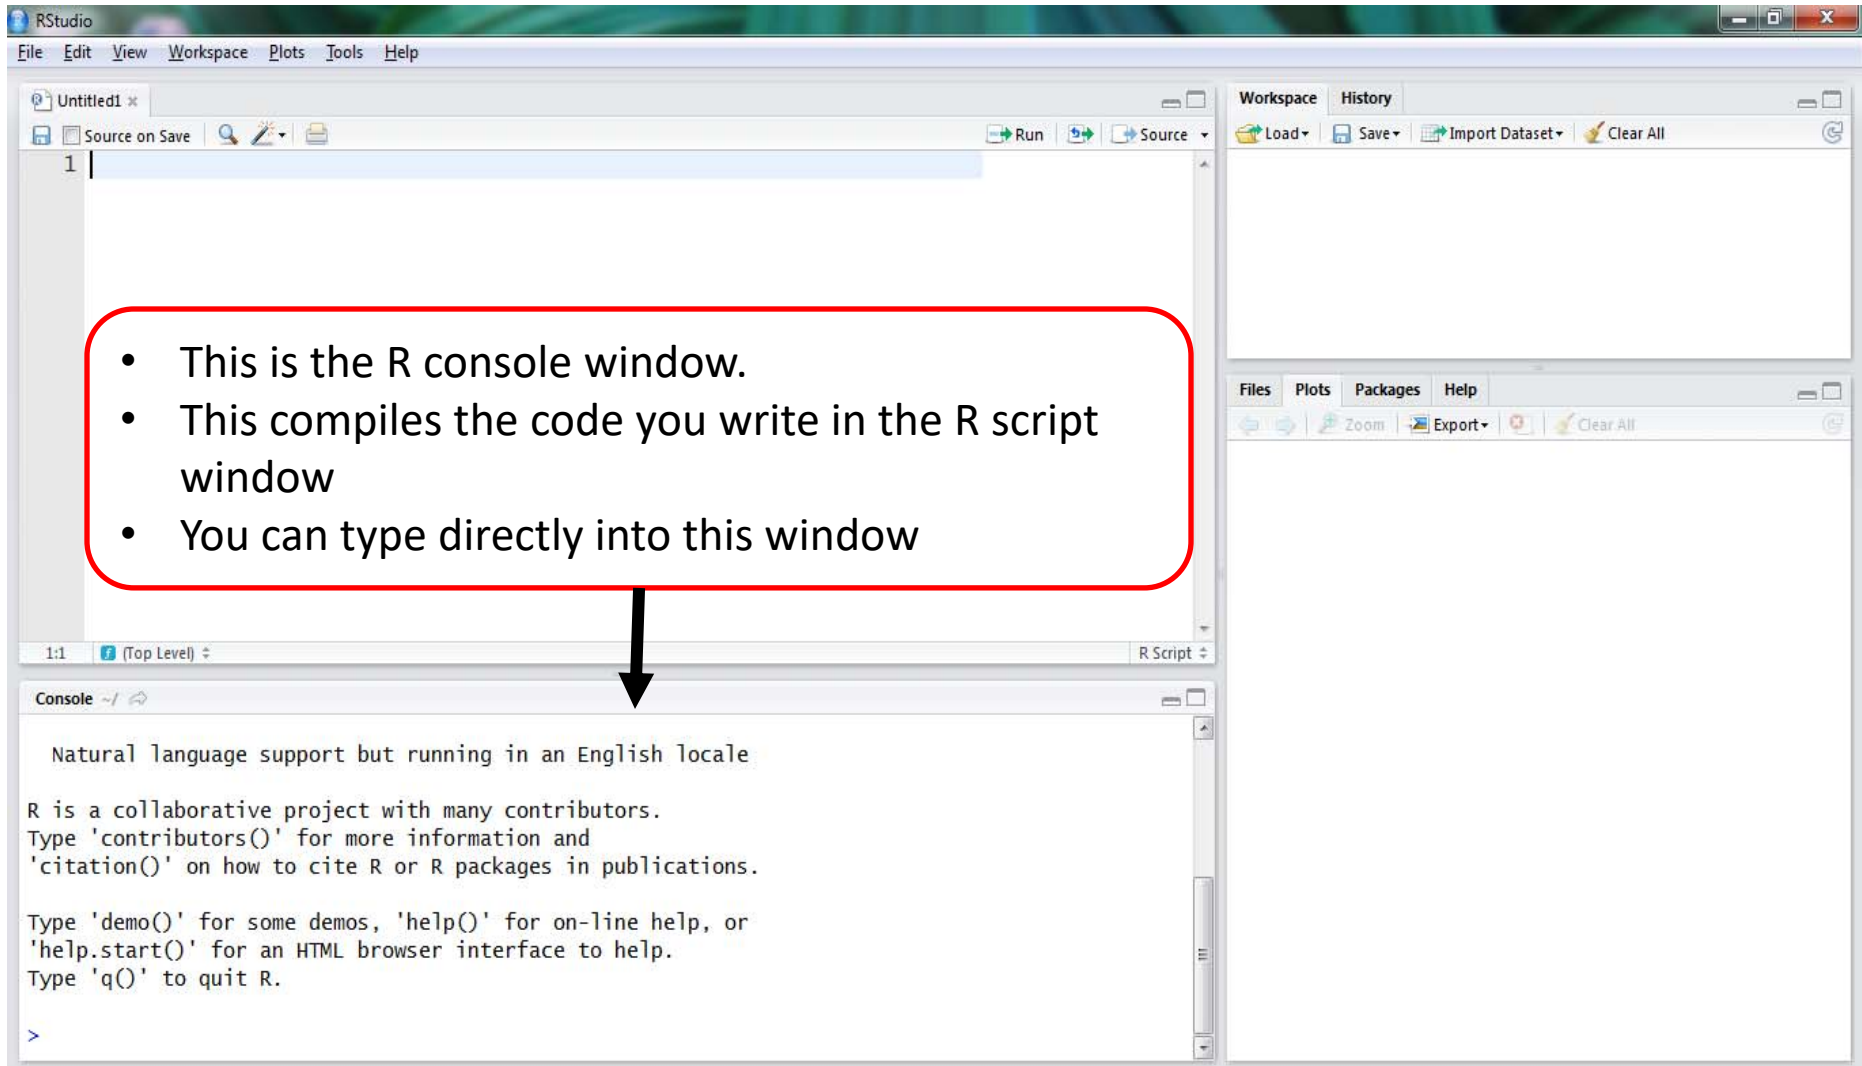 RStudio
File Edit View Workspace Plots Tools Help
Untitled1
Source on Save Run Source
1
• This is the R console window.
• This compiles the code you write in the R script
window
• You can type directly into this window
1:1 (Top Level) R Script
Console ~/
Natural language support but running in an English locale
R is a collaborative project with many contributors.
Type 'contributors()' for more information and
'citation()' on how to cite R or R packages in publications.
Type 'demo()' for some demos, 'help()' for on-line help, or
'help.start()' for an HTML browser interface to help.
Type 'q()' to quit R.
>
Workspace History
Load Save Import Dataset Clear All
Files Plots Packages Help
Zoom Export Clear All